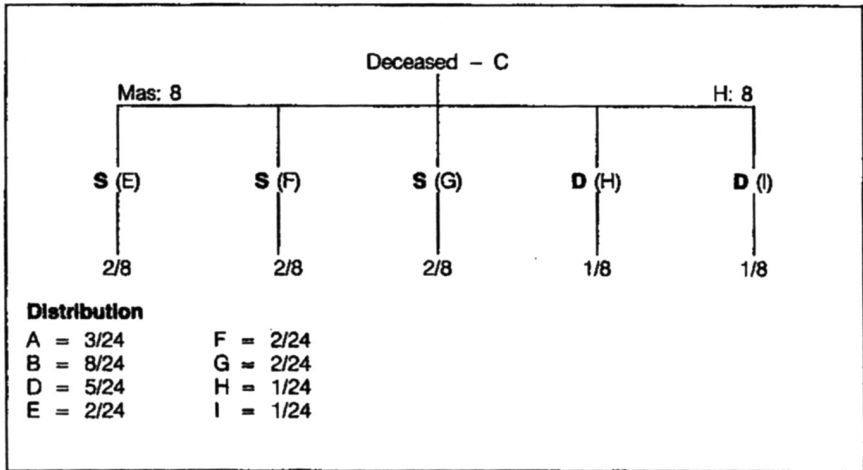 Deceased – C
Mas: 8 H: 8
S (E) S (F) S (G) D (H) D (I)
2/8 2/8 2/8 1/8 1/8
Distribution
A = 3/24 F = 2/24
B = 8/24 G = 2/24
D = 5/24 H = 1/24
E = 2/24 I = 1/24